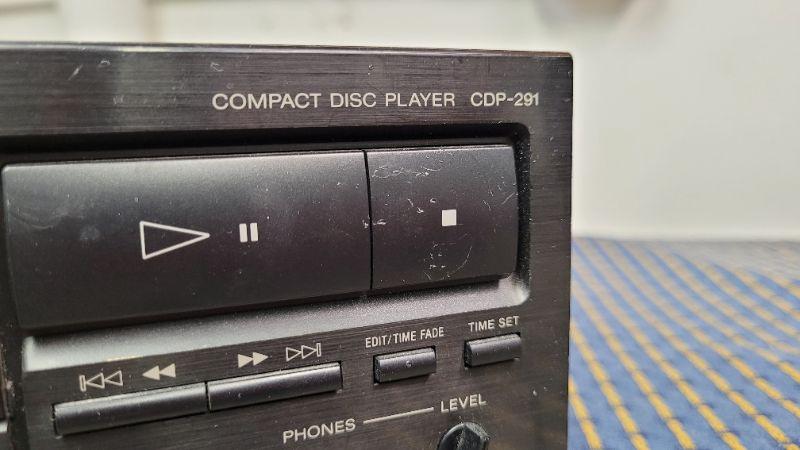 COMPACT DISC PLAYER CDP-291
EDIT/TIME FADE
TIME SET
PHONES
LEVEL